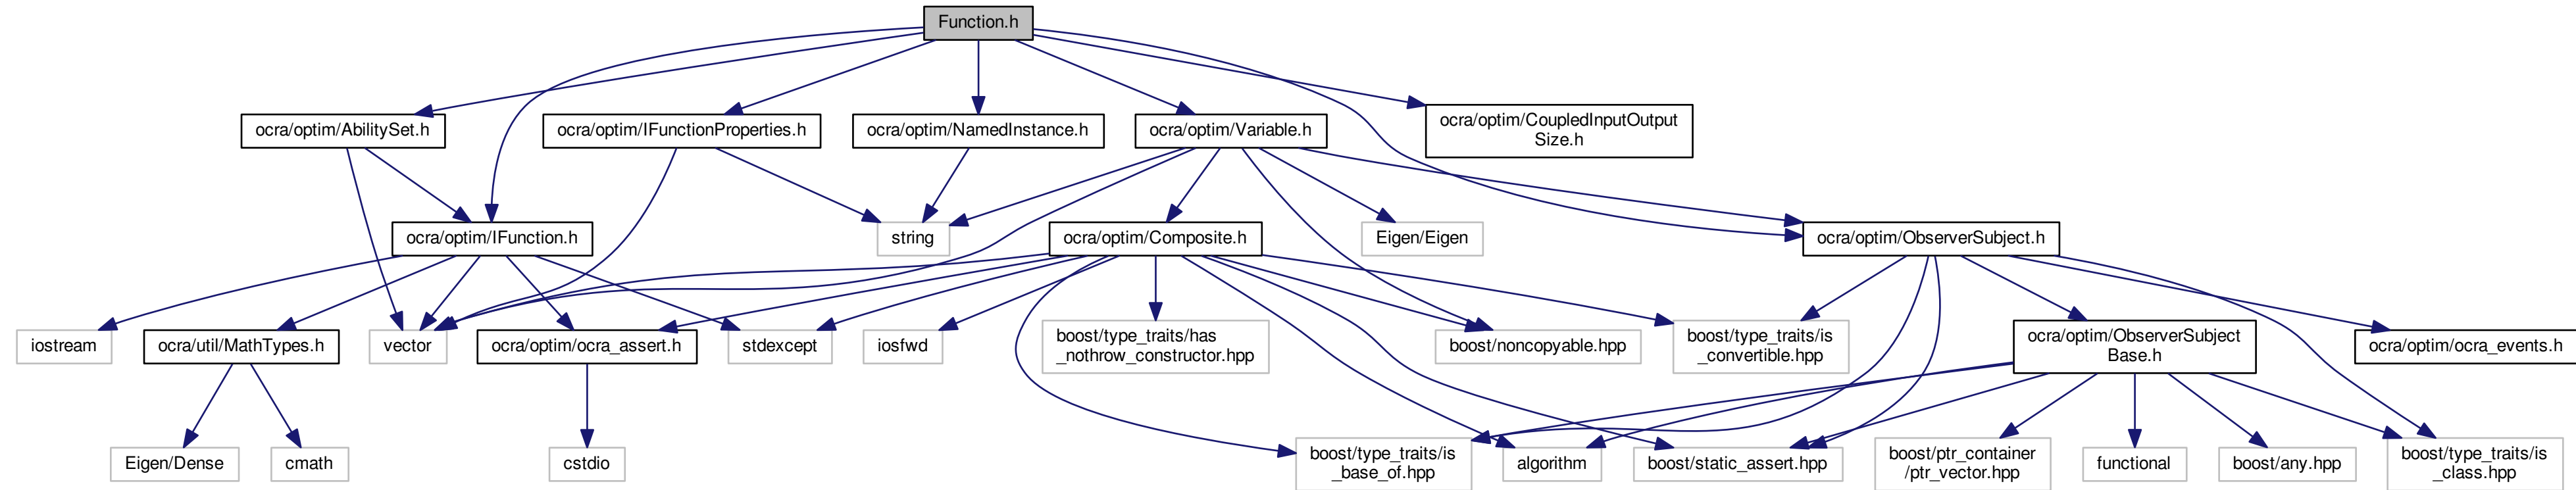 Function.h
ocra/optim/AbilitySet.h
ocra/optim/IFunctionProperties.h
ocra/optim/NamedInstance.h
ocra/optim/Variable.h
ocra/optim/CoupledInputOutput
Size.h
ocra/optim/IFunction.h
string
ocra/optim/Composite.h
Eigen/Eigen
ocra/optim/ObserverSubject.h
iostream
ocra/util/MathTypes.h
vector
ocra/optim/ocra_assert.h
stdexcept
iosfwd
boost/type_traits/has
_nothrow_constructor.hpp
boost/noncopyable.hpp
boost/type_traits/is
_convertible.hpp
ocra/optim/ObserverSubject
Base.h
ocra/optim/ocra_events.h
Eigen/Dense
cmath
cstdio
boost/type_traits/is
_base_of.hpp
algorithm
boost/static_assert.hpp
boost/ptr_container
/ptr_vector.hpp
functional
boost/any.hpp
boost/type_traits/is
_class.hpp